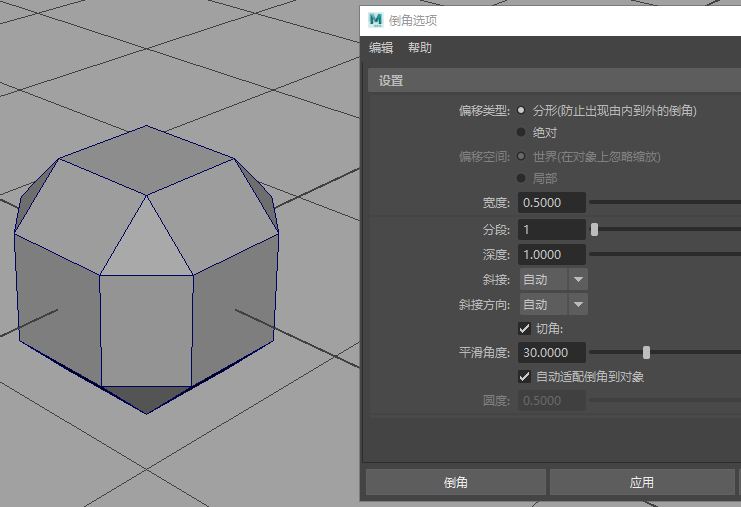 倒角选项
编辑 帮助
设置
偏移类型: 分形(防止出现由内到外的倒角)
绝对
偏移空间: 世界(在对象上忽略缩放)
局部
宽度: 0.5000
分段: 1
深度: 1.0000
斜接: 自动
斜接方向: 自动
切角:
平滑角度: 30.0000
自动适配倒角到对象
圆度: 0.5000
倒角 应用